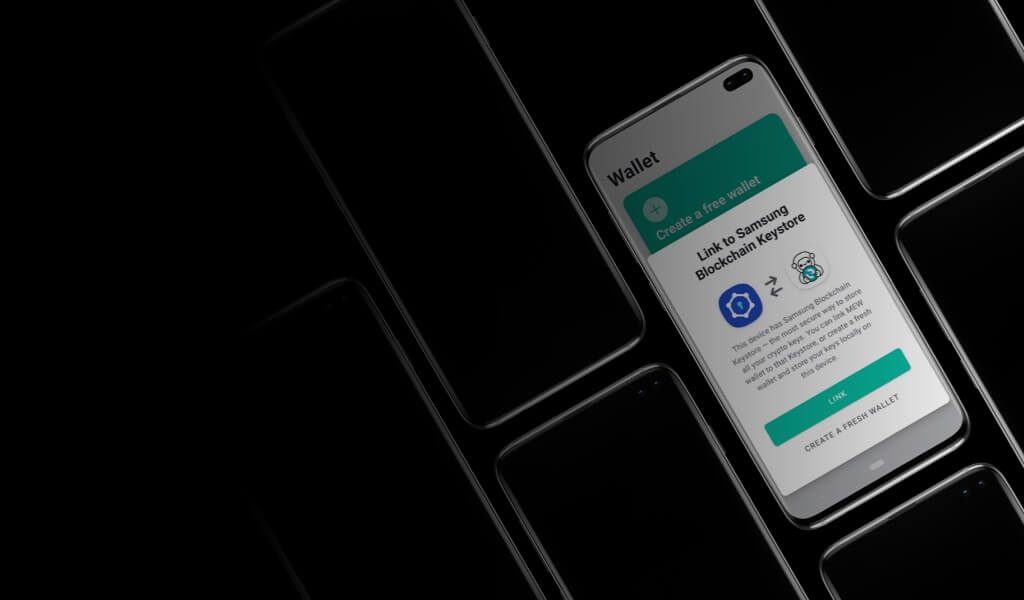 Wallet
Create a free wallet
Link to Samsung
Blockchain Keystore
This device has Samsung Blockchain
Keystore — the most secure way to store
all your crypto keys. You can link MEW
wallet to that Keystore, or create a fresh
wallet and store your keys locally on
this device.
LINK
CREATE A FRESH WALLET